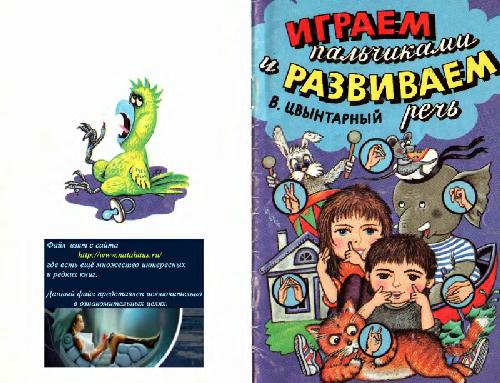 ИГРАЕМ
пальчиками
и РАЗВИВАЕМ
В. ЦВЫНТАРНЫЙ речь
Файл взят с сайта
http://www.natahaus.ru/
где есть ещё множество интересных
и редких книг.
Данный файл представлен исключительно
в ознакомительных целях.